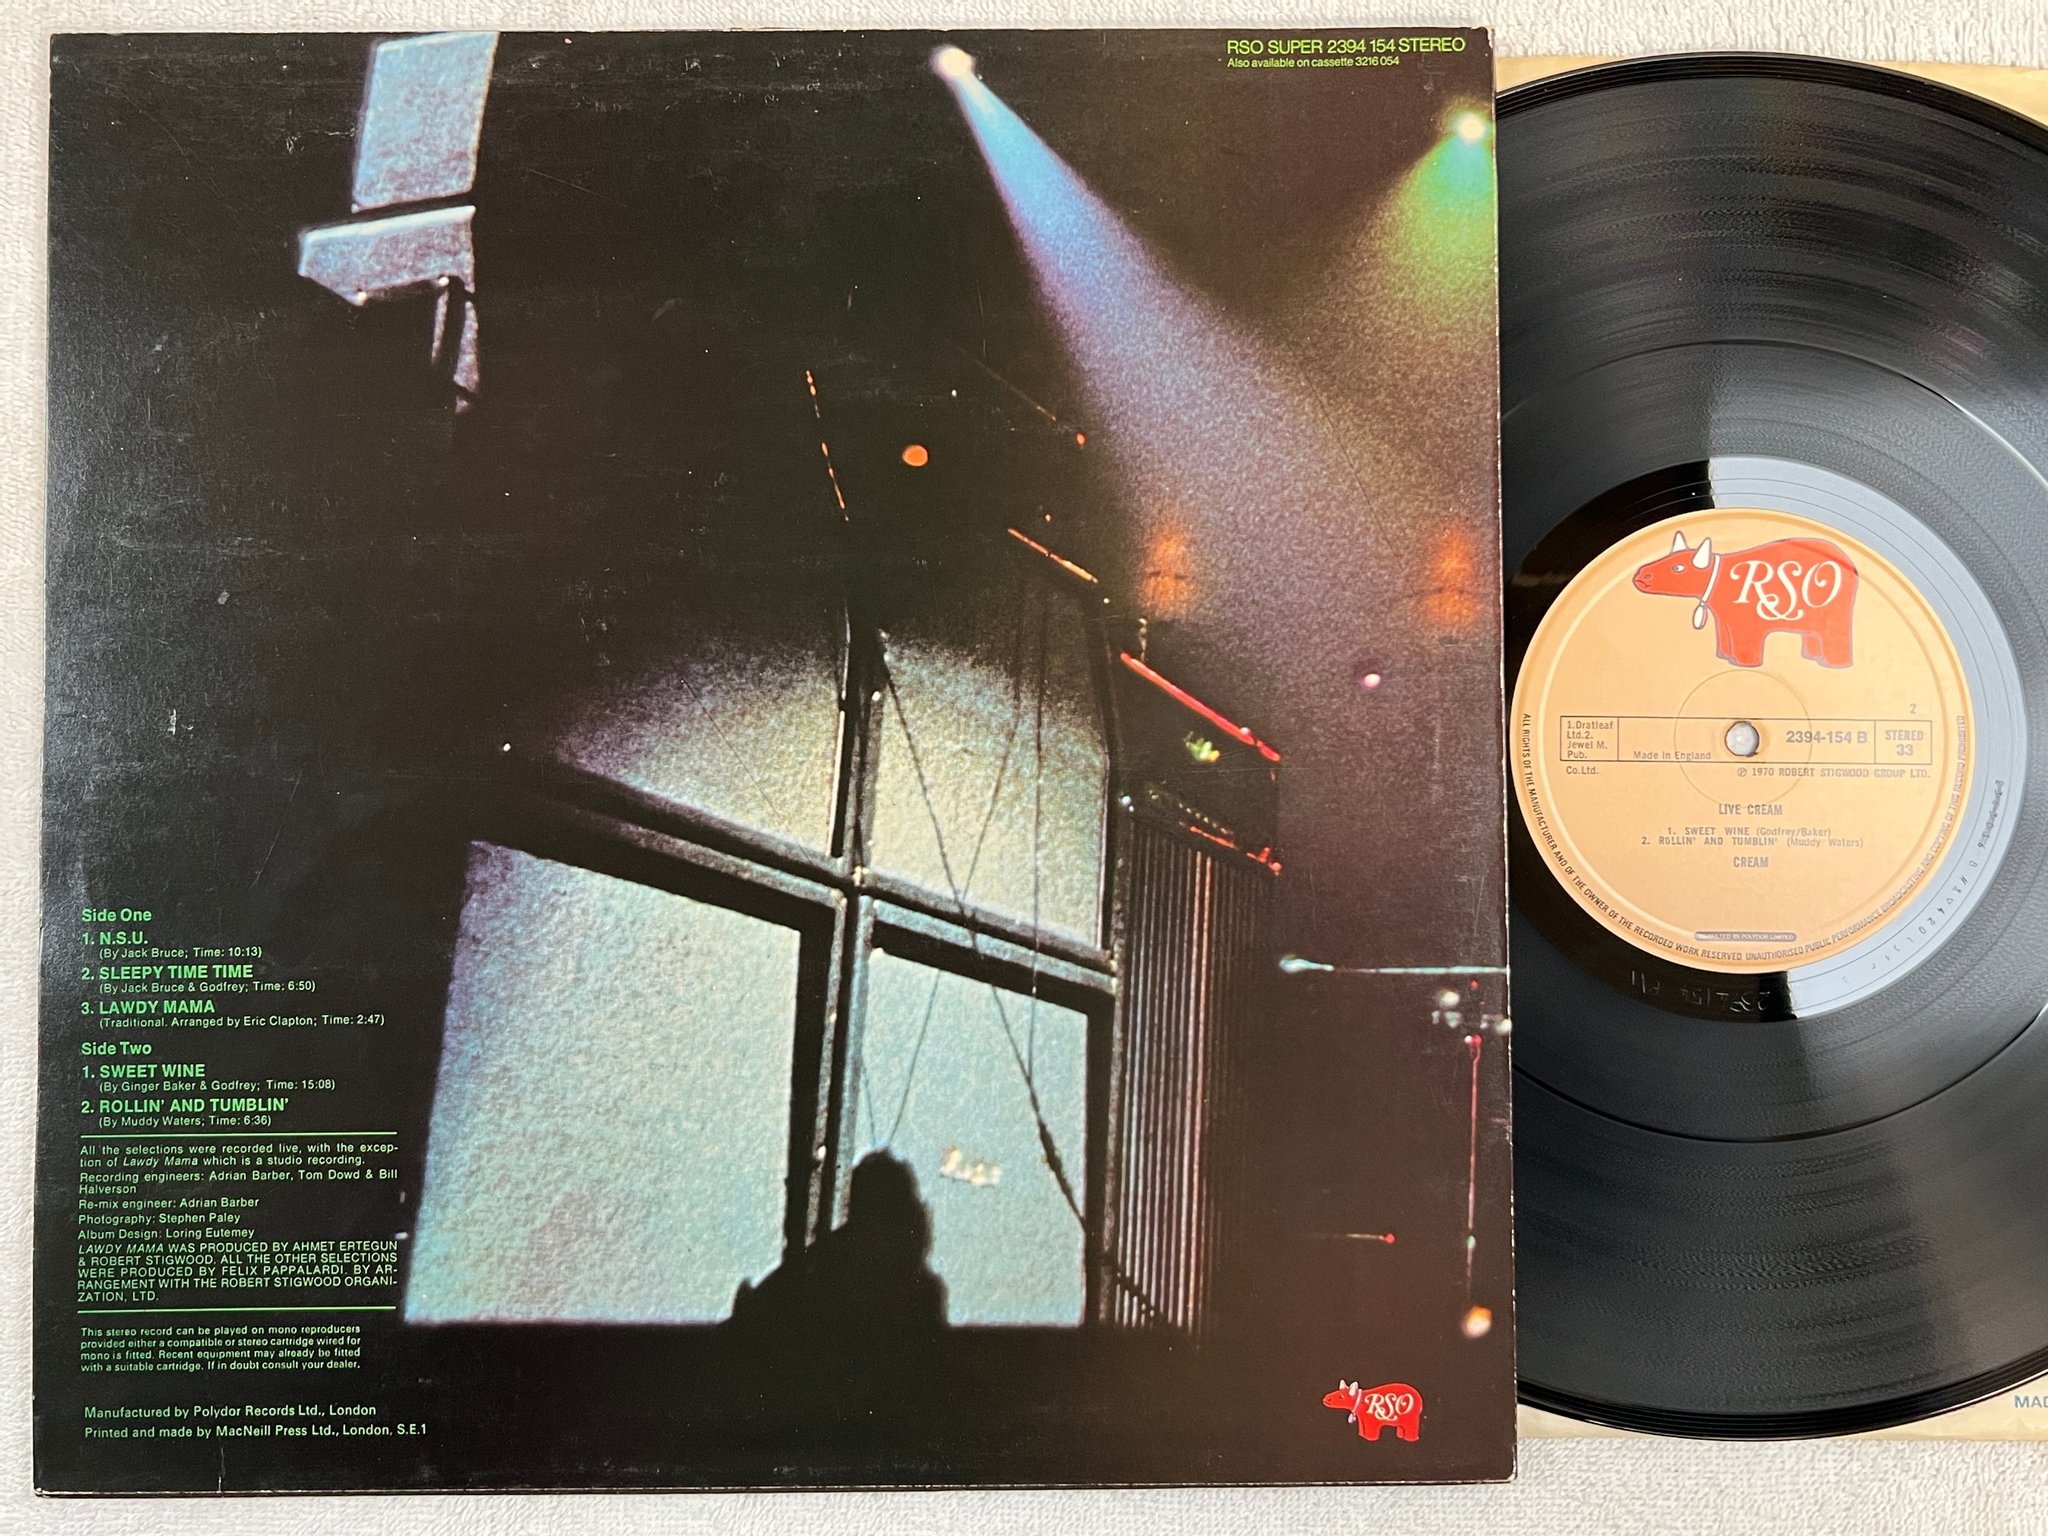 RSO SUPER 2394 154 STEREO
Also available on cassette 3216 054
Side One
1. N.S.U.
(By Jack Bruce; Time: 10:13)
2. SLEEPY TIME TIME
(By Jack Bruce & Godfrey; Time: 6:50)
3. LAWDY MAMA
(Traditional. Arranged by Eric Clapton; Time: 2:47)
Side Two
1. SWEET WINE
(By Ginger Baker & Godfrey; Time: 15:08)
2. ROLLIN' AND TUMBLIN'
(By Muddy Waters; Time: 6:36)
All the selections were recorded live, with the excep-
tion of Lawdy Mama which is a studio recording.
Recording engineers: Adrian Barber, Tom Dowd & Bill
Halverson
Re-mix engineer: Adrian Barber
Photography: Stephen Paley
Album Design: Loring Eutemey
LAWDY MAMA WAS PRODUCED BY AHMET ERTEGUN
& ROBERT STIGWOOD. ALL THE OTHER SELECTIONS
WERE PRODUCED BY FELIX PAPPALARDI. BY AR-
RANGEMENT WITH THE ROBERT STIGWOOD ORGANI-
ZATION, LTD.
This stereo record can be played on mono reproducers
provided either a compatible or stereo cartridge wired for
mono is fitted. Recent equipment may already be fitted
with a suitable cartridge. If in doubt consult your dealer.
Manufactured by Polydor Records Ltd., London
Printed and made by MacNeill Press Ltd., London, S.E.1
RSO
RSO
2
1.Dratleaf
Ltd.2.
Jewel M.
Pub.
Co.Ltd.
Made in England
2394-154 B
STEREO
33
℗ 1970 ROBERT STIGWOOD GROUP LTD.
LIVE CREAM
1. SWEET WINE (Godfrey/Baker)
2. ROLLIN' AND TUMBLIN' (Muddy Waters)
CREAM
MARKETED BY POLYDOR LIMITED
ALL RIGHTS OF THE MANUFACTURER AND OF THE OWNER OF THE RECORDED WORK RESERVED UNAUTHORISED PUBLIC PERFORMANCE BROADCASTING AND COPYING OF THIS RECORD PROHIBITED
MAD